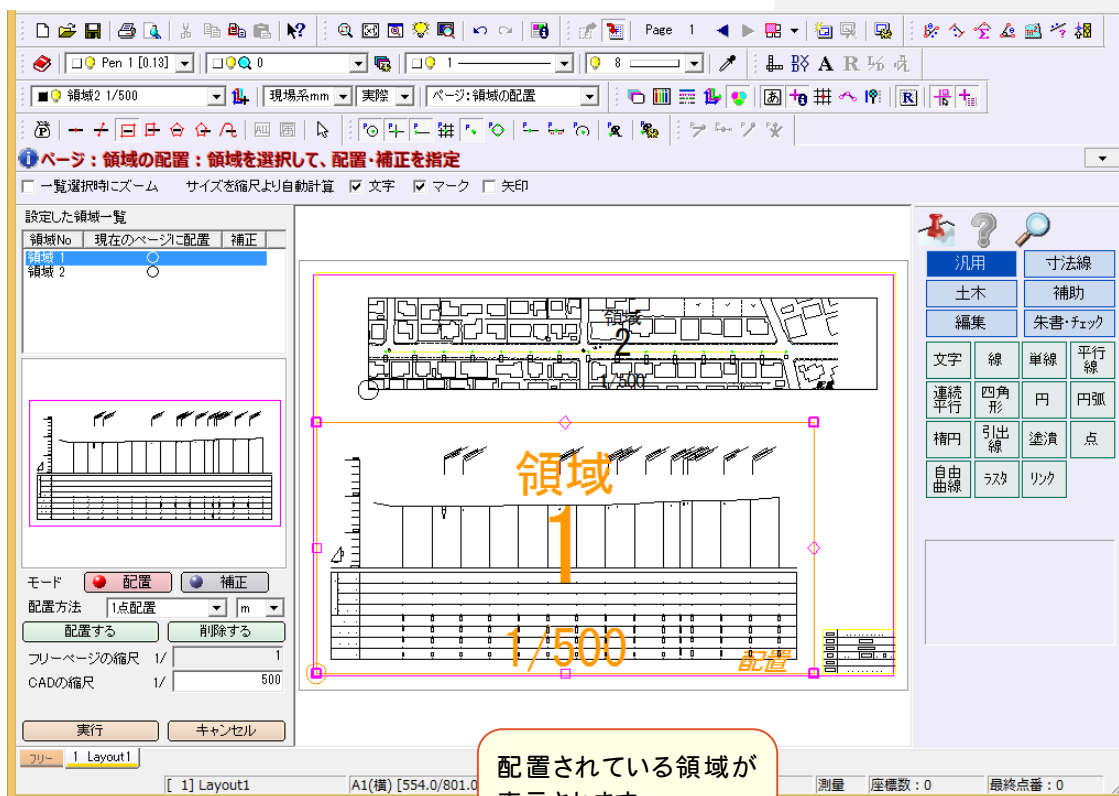 Page 1
Pen 1 [0.13]
0
1
8
領域2 1/500
現場系mm
実際
ページ:領域の配置
ページ：領域の配置：領域を選択して、配置・補正を指定
一覧選択時にズーム サイズを縮尺より自動計算 文字 マーク 矢印
設定した領域一覧
領域No 現在のページに配置 補正
領域 1 ○
領域 2 ○
モード 配置 補正
配置方法 1点配置 m
配置する 削除する
フリーページの縮尺 1/ 1
CADの縮尺 1/ 500
実行 キャンセル
領域
2
1/500
領域
1
1/500
配置
汎用 寸法線
土木 補助
編集 朱書・ﾁｪｯｸ
文字 線 単線 平行線
連続平行 四角形 円 円弧
楕円 引出線 塗潰 点
自由曲線 ﾗｽﾀ ﾘﾝｸ
フリー 1 Layout1
[ 1] Layout1 A1(横) [554.0/801.0 測量 座標数：0 最終点番：0
配置されている領域が
表示されます